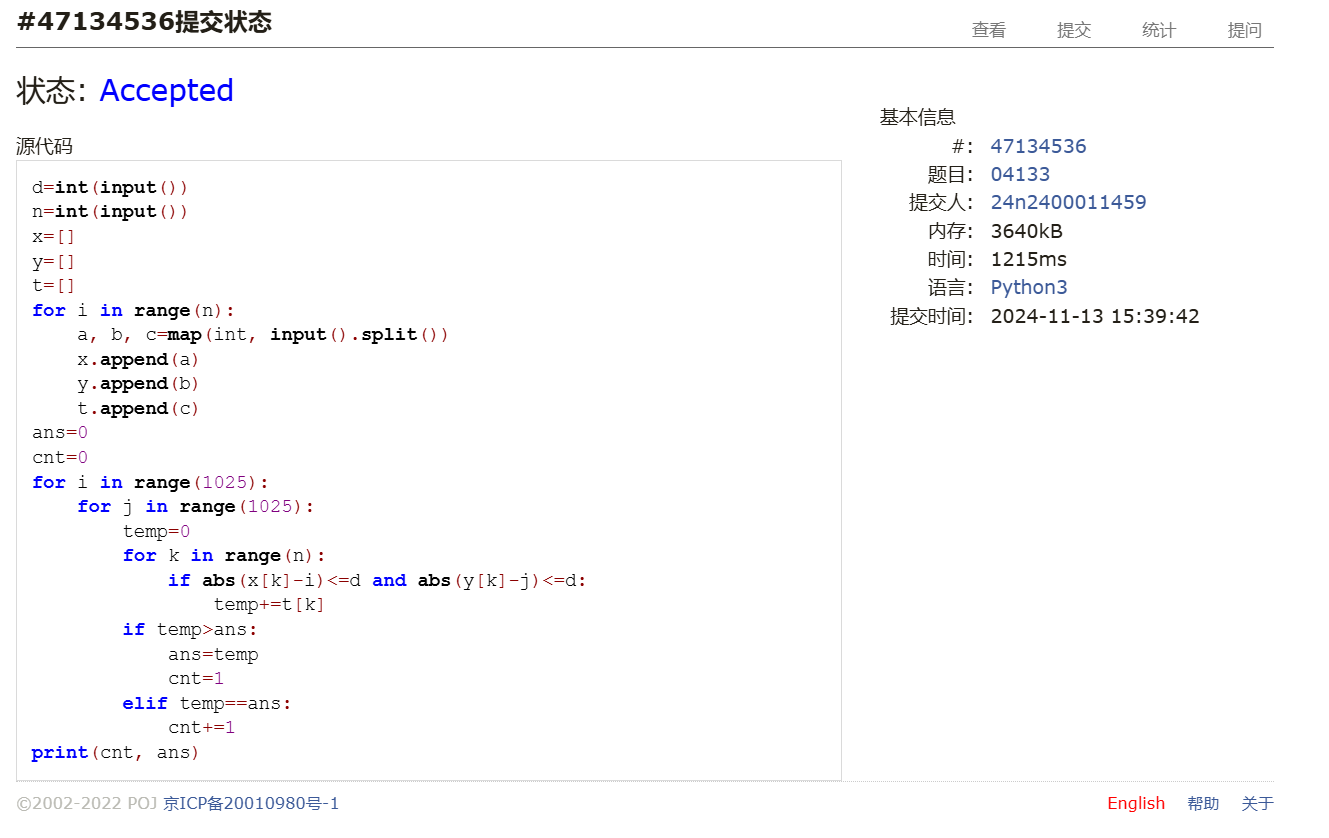 #47134536提交状态
查看 提交 统计 提问
状态: Accepted
源代码
d=int(input())
n=int(input())
x=[]
y=[]
t=[]
for i in range(n):
    a, b, c=map(int, input().split())
    x.append(a)
    y.append(b)
    t.append(c)
ans=0
cnt=0
for i in range(1025):
    for j in range(1025):
        temp=0
        for k in range(n):
            if abs(x[k]-i)<=d and abs(y[k]-j)<=d:
                temp+=t[k]
        if temp>ans:
            ans=temp
            cnt=1
        elif temp==ans:
            cnt+=1
print(cnt, ans)
基本信息
#: 47134536
题目: 04133
提交人: 24n2400011459
内存: 3640kB
时间: 1215ms
语言: Python3
提交时间: 2024-11-13 15:39:42
©2002-2022 POJ 京ICP备20010980号-1
English 帮助 关于